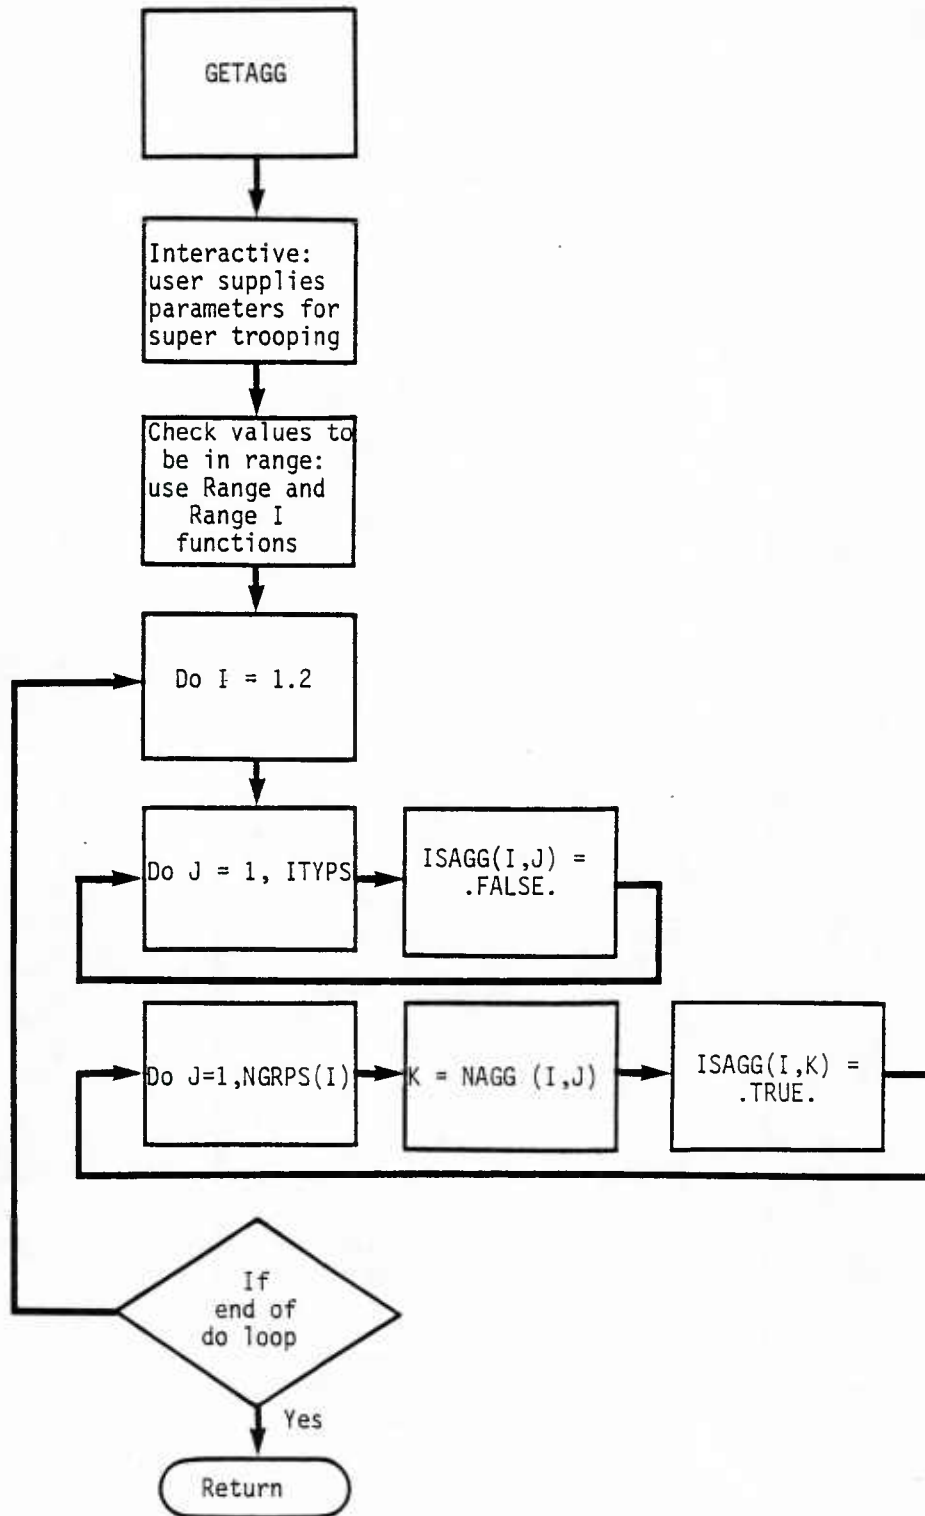 GETAGG
Interactive:
user supplies
parameters for
super trooping
Check values to
be in range:
use Range and
Range I
functions
Do I = 1.2
Do J = 1, ITYPS
ISAGG(I,J) =
.FALSE.
Do J=1,NGRPS(I)
K = NAGG (I,J)
ISAGG(I,K) =
.TRUE.
If
end of
do loop
Yes
Return